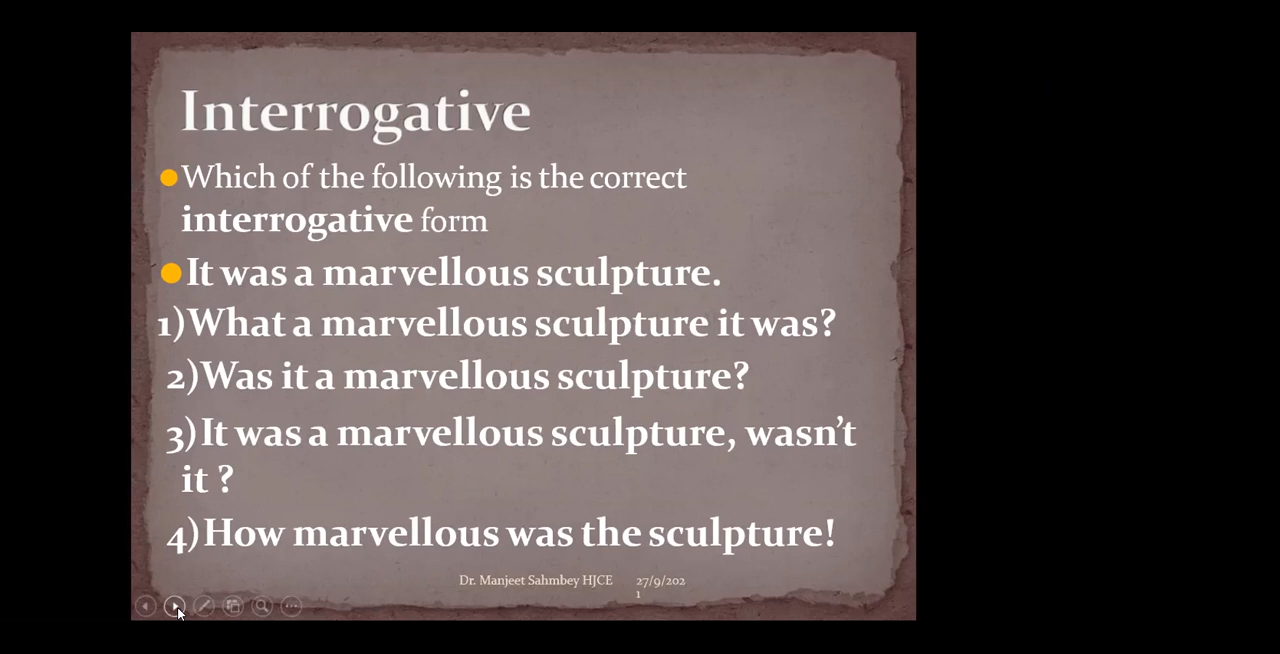 Interrogative
Which of the following is the correct
interrogative form
It was a marvellous sculpture.
1)What a marvellous sculpture it was?
2)Was it a marvellous sculpture?
3)It was a marvellous sculpture, wasn’t
it ?
4)How marvellous was the sculpture!
Dr. Manjeet Sahmbey HJCE 27/9/202
1